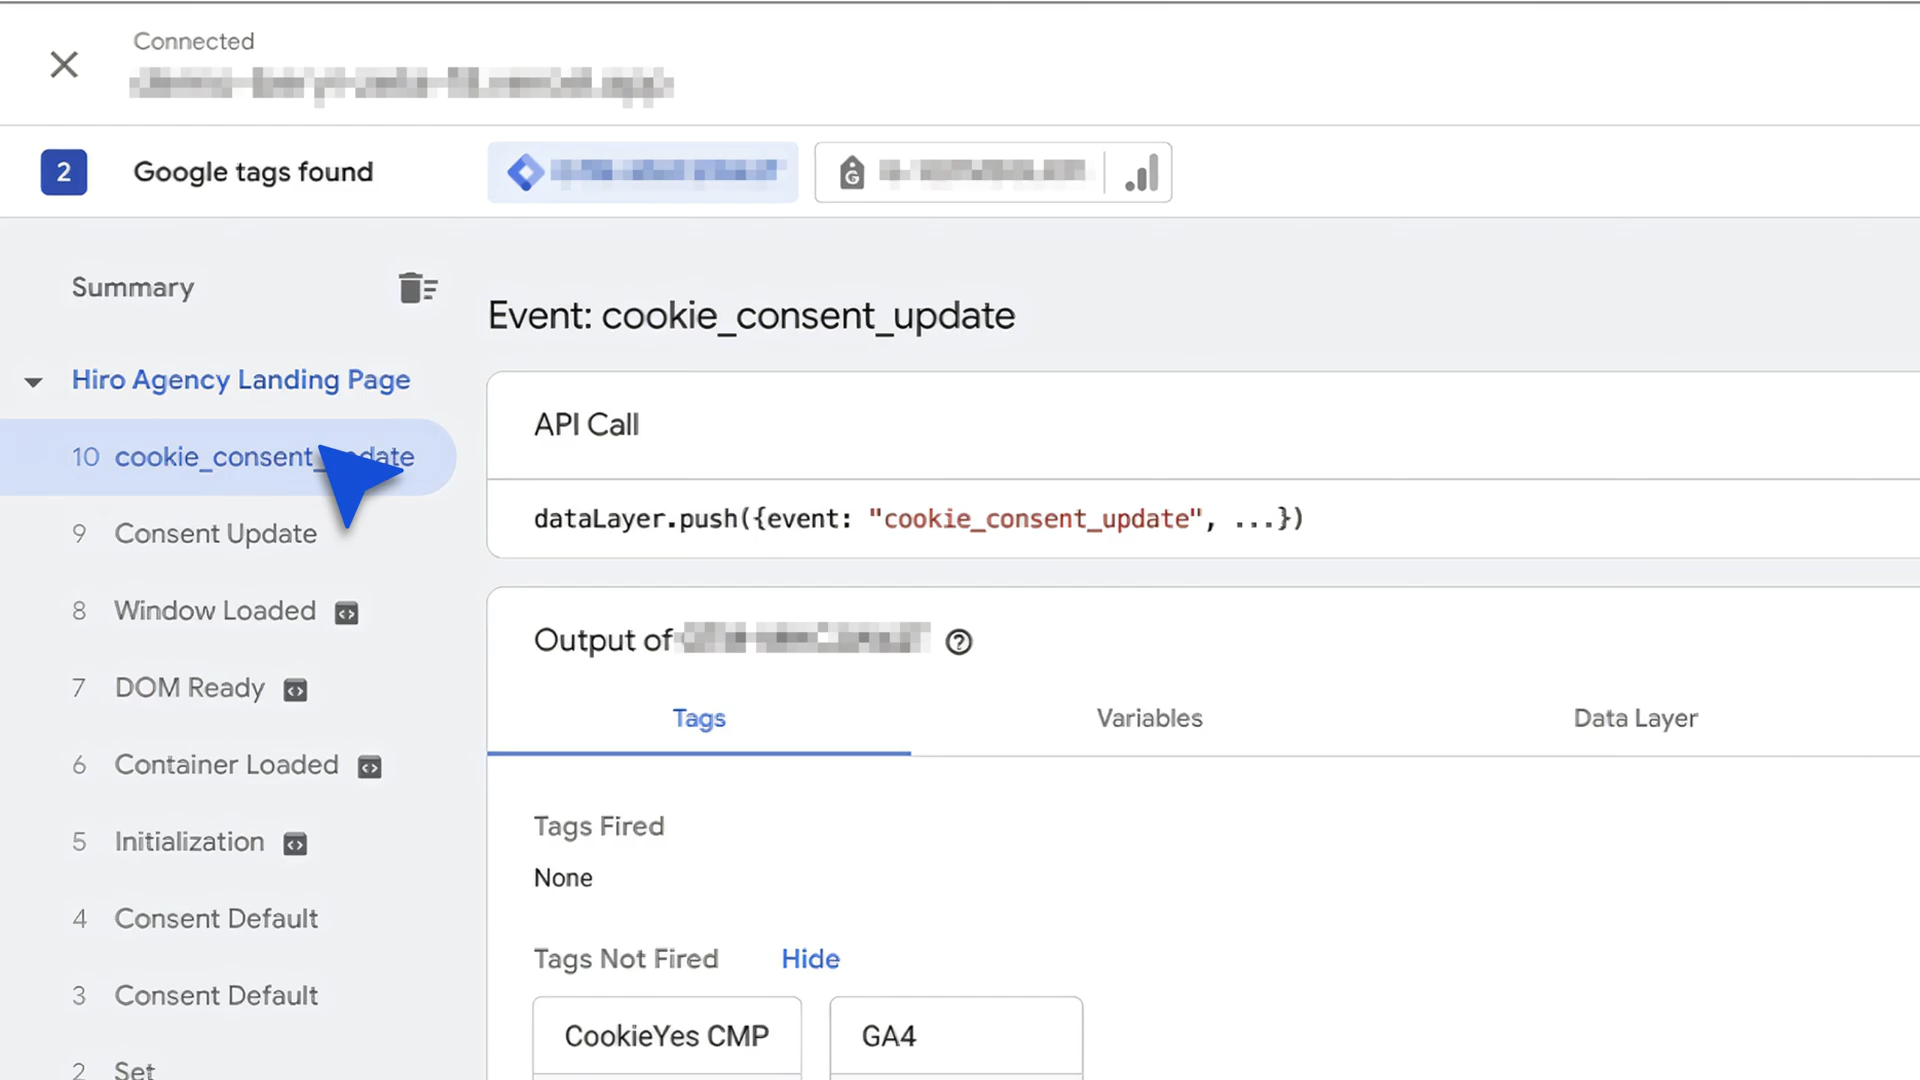 Connected
2 Google tags found
Summary
Hiro Agency Landing Page
10 cookie_consent_update
9 Consent Update
8 Window Loaded
7 DOM Ready
6 Container Loaded
5 Initialization
4 Consent Default
3 Consent Default
2 Set
Event: cookie_consent_update
API Call
dataLayer.push({event: "cookie_consent_update", ...})
Output of
Tags Variables Data Layer
Tags Fired
None
Tags Not Fired Hide
CookieYes CMP GA4